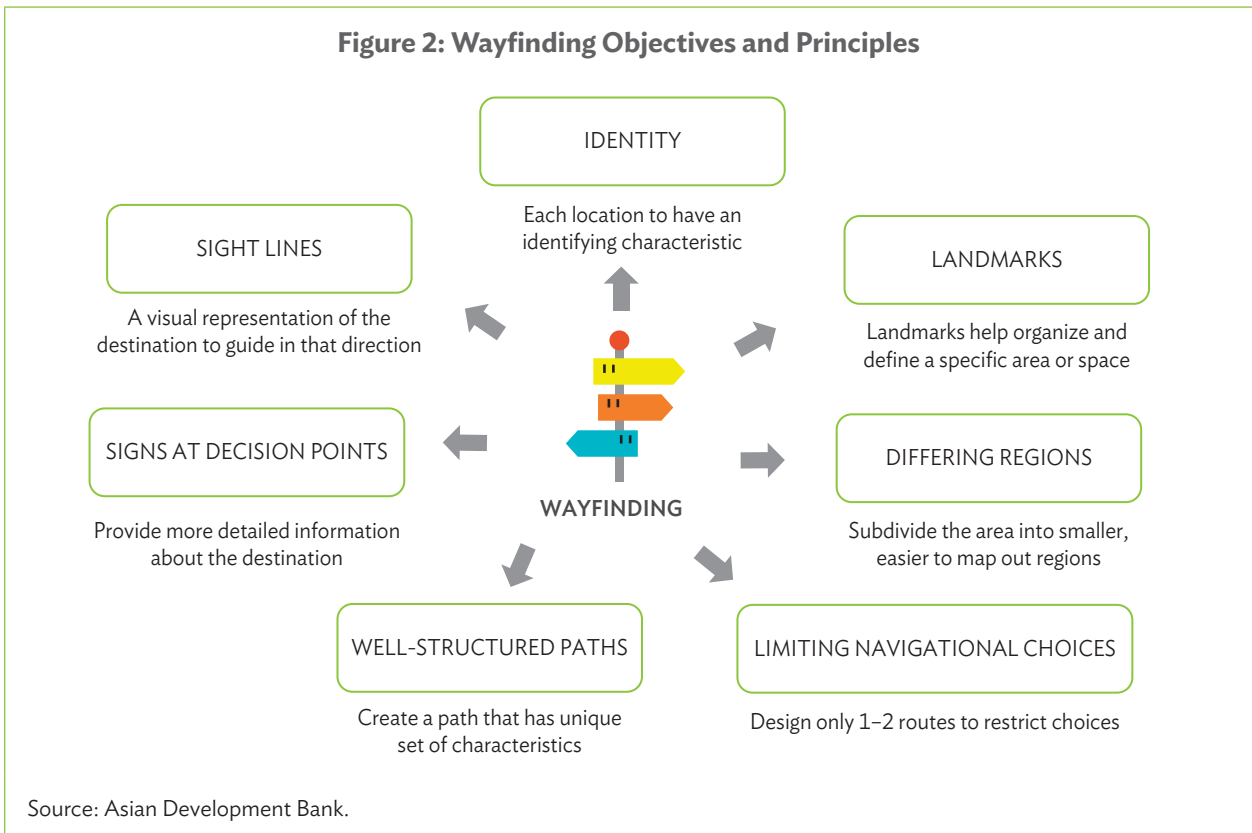 Figure 2: Wayfinding Objectives and Principles
IDENTITY
Each location to have an
identifying characteristic
SIGHT LINES
A visual representation of the
destination to guide in that direction
LANDMARKS
Landmarks help organize and
define a specific area or space
SIGNS AT DECISION POINTS
Provide more detailed information
about the destination
WAYFINDING
DIFFERING REGIONS
Subdivide the area into smaller,
easier to map out regions
WELL-STRUCTURED PATHS
Create a path that has unique
set of characteristics
LIMITING NAVIGATIONAL CHOICES
Design only 1–2 routes to restrict choices
Source: Asian Development Bank.